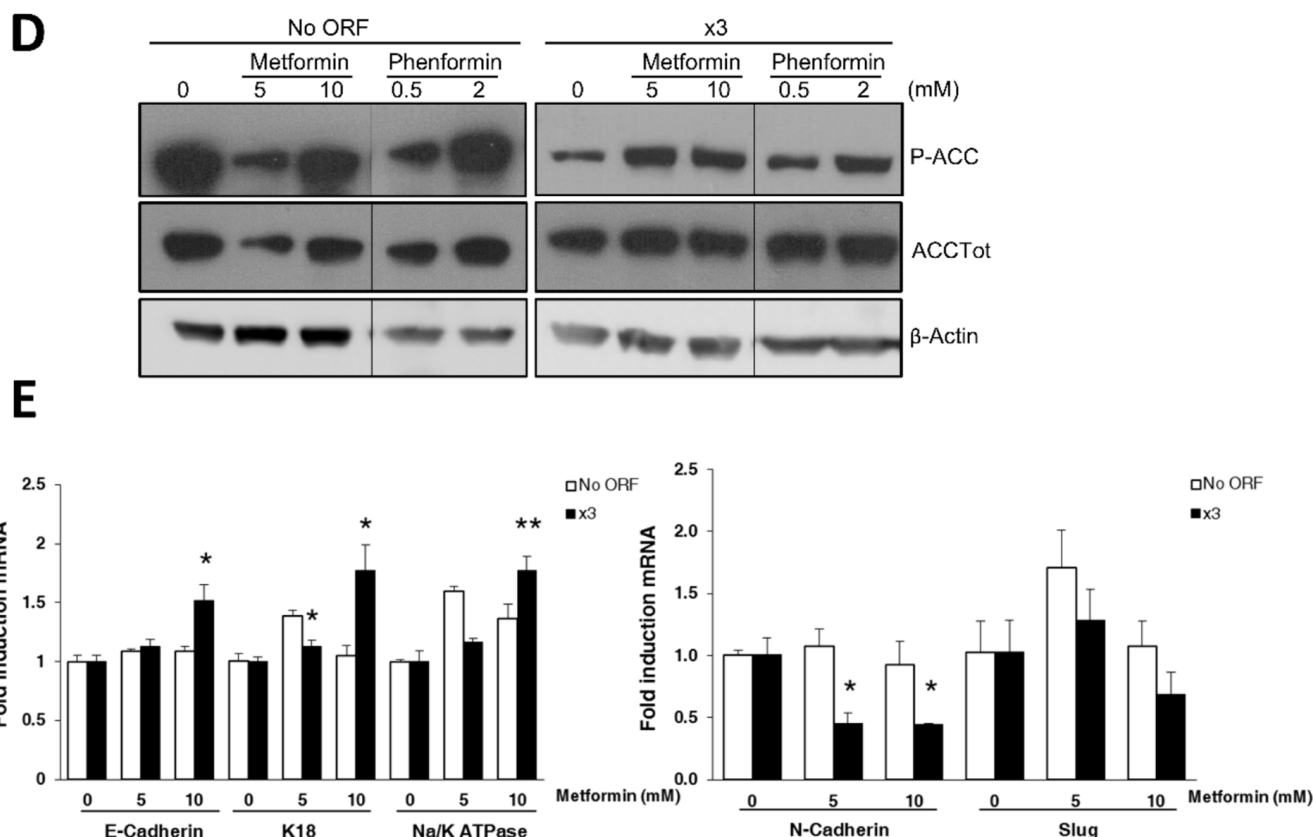 D
No ORF x3
Metformin Phenformin Metformin Phenformin
0 5 10 0.5 2 0 5 10 0.5 2 (mM)
P-ACC
ACCTot
β-Actin
E
2.5
2
1.5
1
0.5
0
Fold induction mRNA
No ORF
x3
* * * **
0 5 10 0 5 10 0 5 10 Metformin (mM)
E-Cadherin K18 Na/K ATPase
2.5
2.0
1.5
1.0
0.5
0.0
Fold induction mRNA
No ORF
x3
* *
0 5 10 0 5 10 Metformin (mM)
N-Cadherin Slug